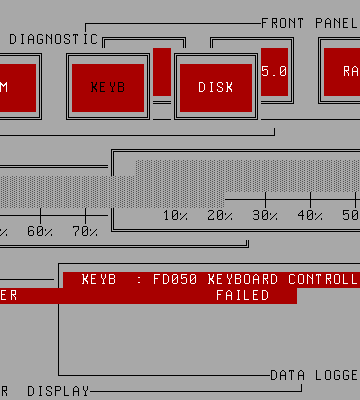 FRONT PANEL
DIAGNOSTIC
M KEYB DISK 5.0 RA
10% 20% 30% 40% 50
% 60% 70%
KEYB : FD050 KEYBOARD CONTROLL
ER FAILED
DATA LOGGE
R DISPLAY